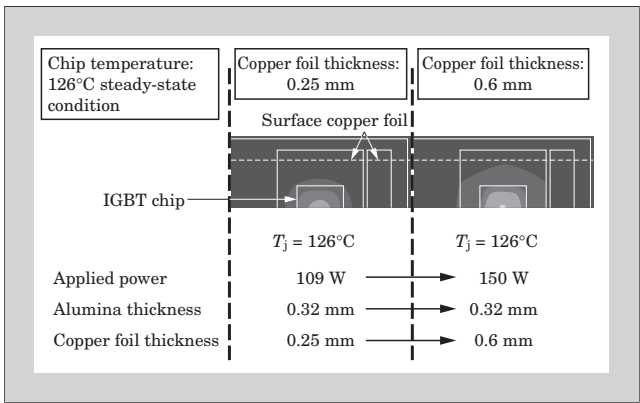 Chip temperature:
126°C steady-state
condition
Copper foil thickness:
0.25 mm
Copper foil thickness:
0.6 mm
Surface copper foil
IGBT chip
Tj = 126°C
Tj = 126°C
Applied power 109 W 150 W
Alumina thickness 0.32 mm 0.32 mm
Copper foil thickness 0.25 mm 0.6 mm